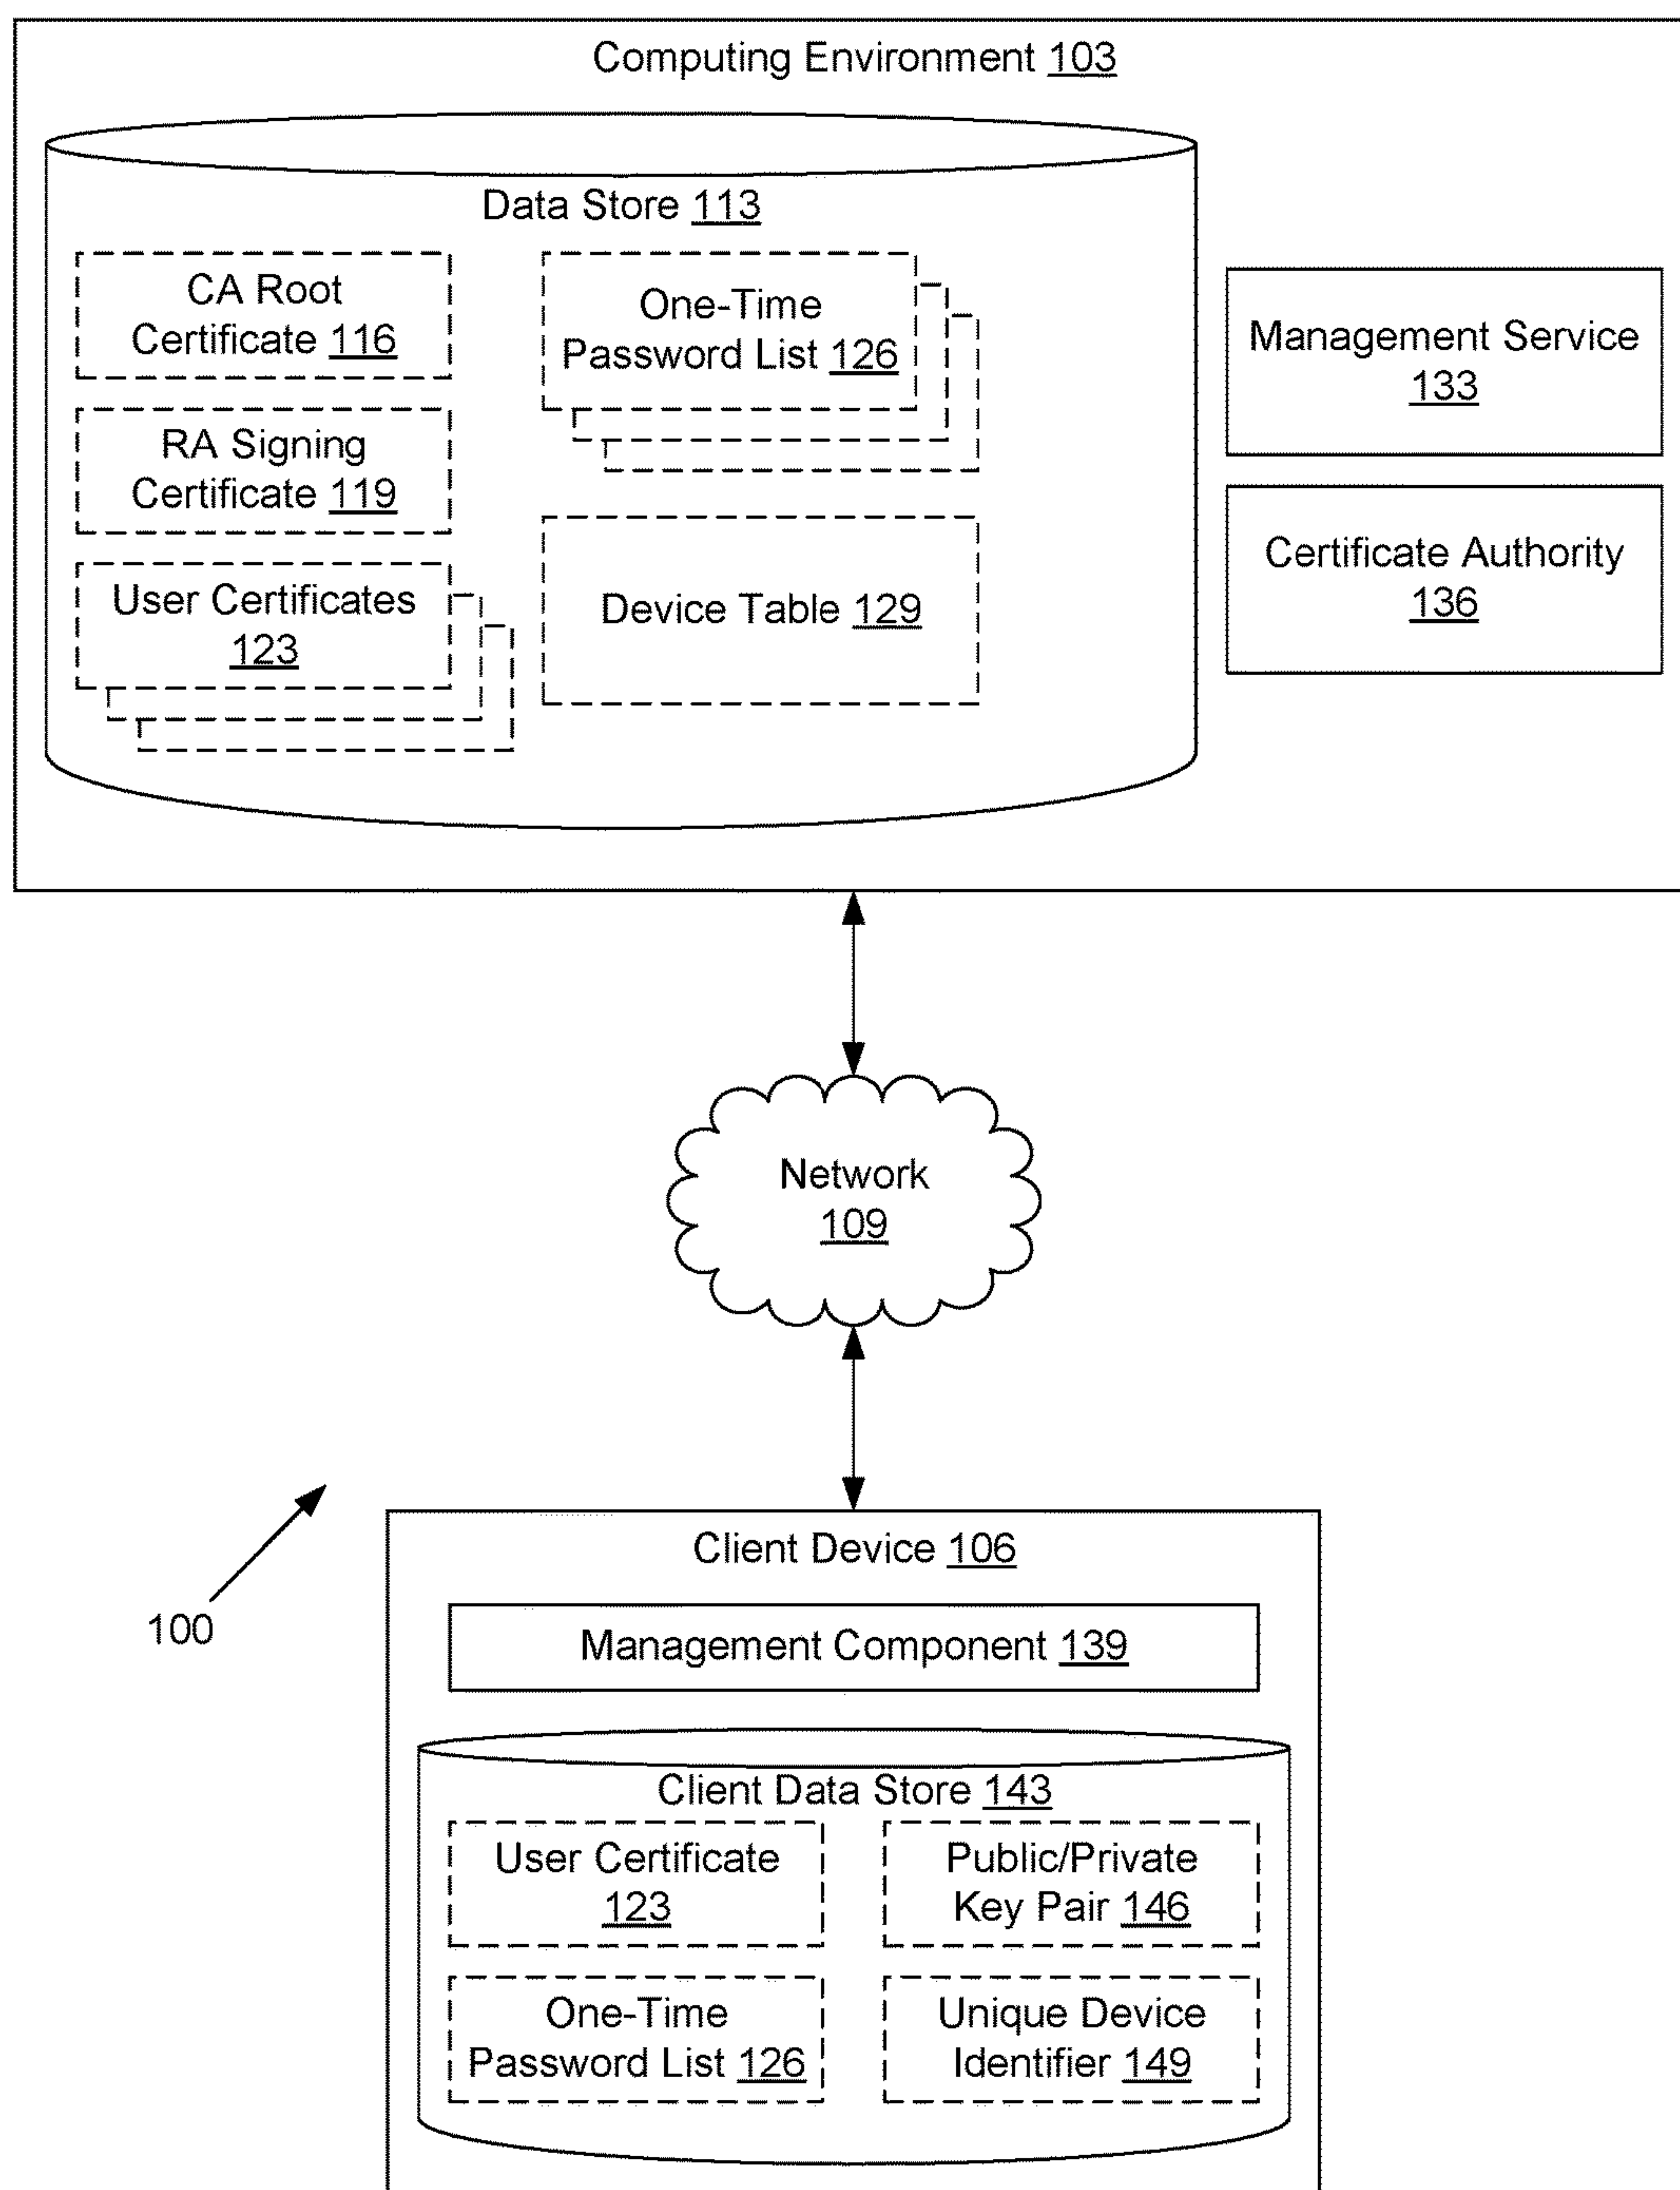 Computing Environment 103
Data Store 113
CA Root
Certificate 116
RA Signing
Certificate 119
User Certificates
123
One-Time
Password List 126
Device Table 129
Management Service
133
Certificate Authority
136
Network
109
100
Client Device 106
Management Component 139
Client Data Store 143
User Certificate
123
Public/Private
Key Pair 146
One-Time
Password List 126
Unique Device
Identifier 149